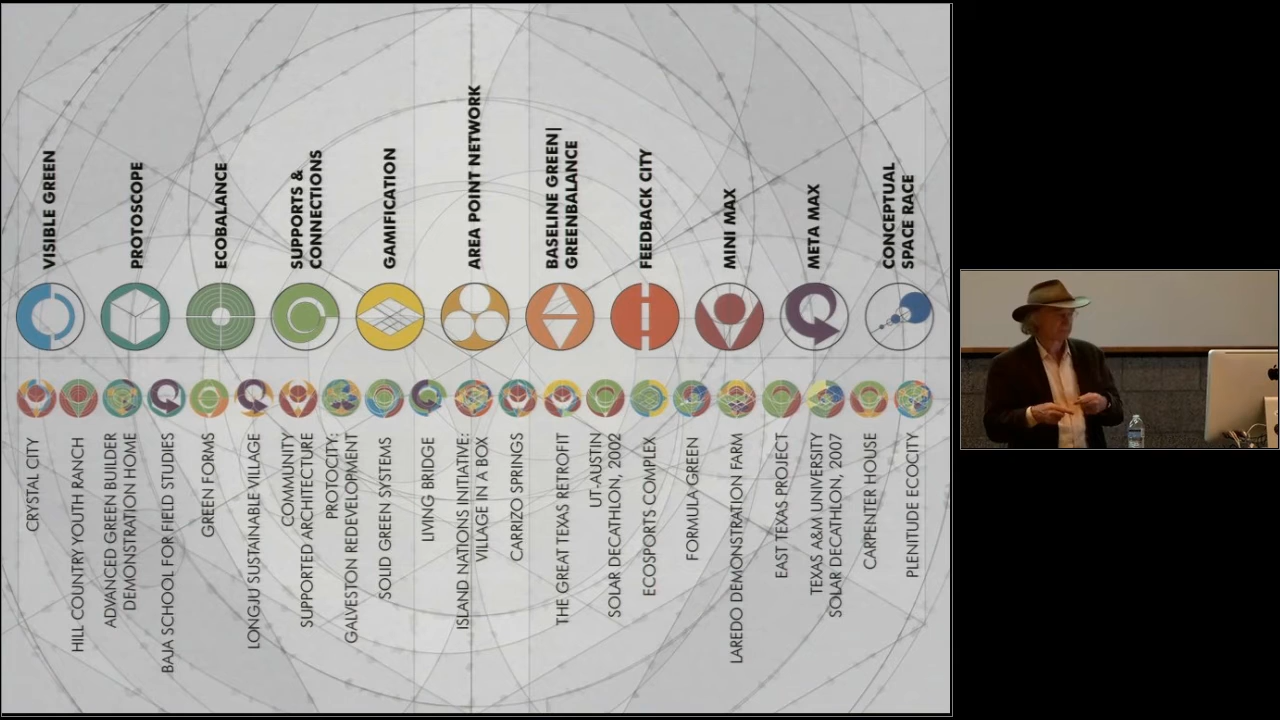 VISIBLE GREEN
PROTOSCOPE
ECOBALANCE
SUPPORTS &
CONNECTIONS
GAMIFICATION
AREA POINT NETWORK
BASELINE GREEN|
GREENBALANCE
FEEDBACK CITY
MINI MAX
META MAX
CONCEPTUAL
SPACE RACE
CRYSTAL CITY
HILL COUNTRY YOUTH RANCH
ADVANCED GREEN BUILDER
DEMONSTRATION HOME
BAJA SCHOOL FOR FIELD STUDIES
GREEN FORMS
LONGJU SUSTAINABLE VILLAGE
COMMUNITY
SUPPORTED ARCHITECTURE
PROTOCITY:
GALVESTON REDEVELOPMENT
SOLID GREEN SYSTEMS
LIVING BRIDGE
ISLAND NATIONS INITIATIVE:
VILLAGE IN A BOX
CARRIZO SPRINGS
THE GREAT TEXAS RETROFIT
UT-AUSTIN
SOLAR DECATHLON, 2002
ECOSPORTS COMPLEX
FORMULA GREEN
LAREDO DEMONSTRATION FARM
EAST TEXAS PROJECT
TEXAS A&M UNIVERSITY
SOLAR DECATHLON, 2007
CARPENTER HOUSE
PLENITUDE ECOCITY